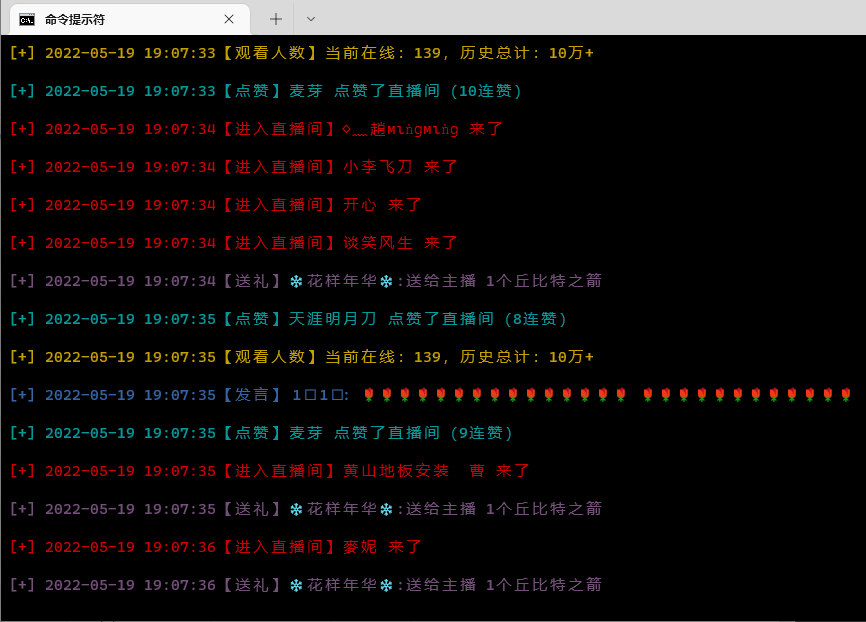 命令提示符
[+] 2022-05-19 19:07:33【观看人数】当前在线: 139, 历史总计: 10万+
[+] 2022-05-19 19:07:33【点赞】麦芽 点赞了直播间 (10连赞)
[+] 2022-05-19 19:07:34【进入直播间】◇﹏趙мιṅgмιṅg 来了
[+] 2022-05-19 19:07:34【进入直播间】小李飞刀 来了
[+] 2022-05-19 19:07:34【进入直播间】开心 来了
[+] 2022-05-19 19:07:34【进入直播间】谈笑风生 来了
[+] 2022-05-19 19:07:34【送礼】❄花样年华❄:送给主播 1个丘比特之箭
[+] 2022-05-19 19:07:35【点赞】天涯明月刀 点赞了直播间 (8连赞)
[+] 2022-05-19 19:07:35【观看人数】当前在线: 139, 历史总计: 10万+
[+] 2022-05-19 19:07:35【发言】1□1□: 🌹🌹🌹🌹🌹🌹🌹🌹🌹🌹🌹🌹🌹🌹🌹 🌹🌹🌹🌹🌹🌹🌹🌹🌹🌹🌹🌹
[+] 2022-05-19 19:07:35【点赞】麦芽 点赞了直播间 (9连赞)
[+] 2022-05-19 19:07:35【进入直播间】黄山地板安装  曹 来了
[+] 2022-05-19 19:07:35【送礼】❄花样年华❄:送给主播 1个丘比特之箭
[+] 2022-05-19 19:07:36【进入直播间】麥妮 来了
[+] 2022-05-19 19:07:36【送礼】❄花样年华❄:送给主播 1个丘比特之箭